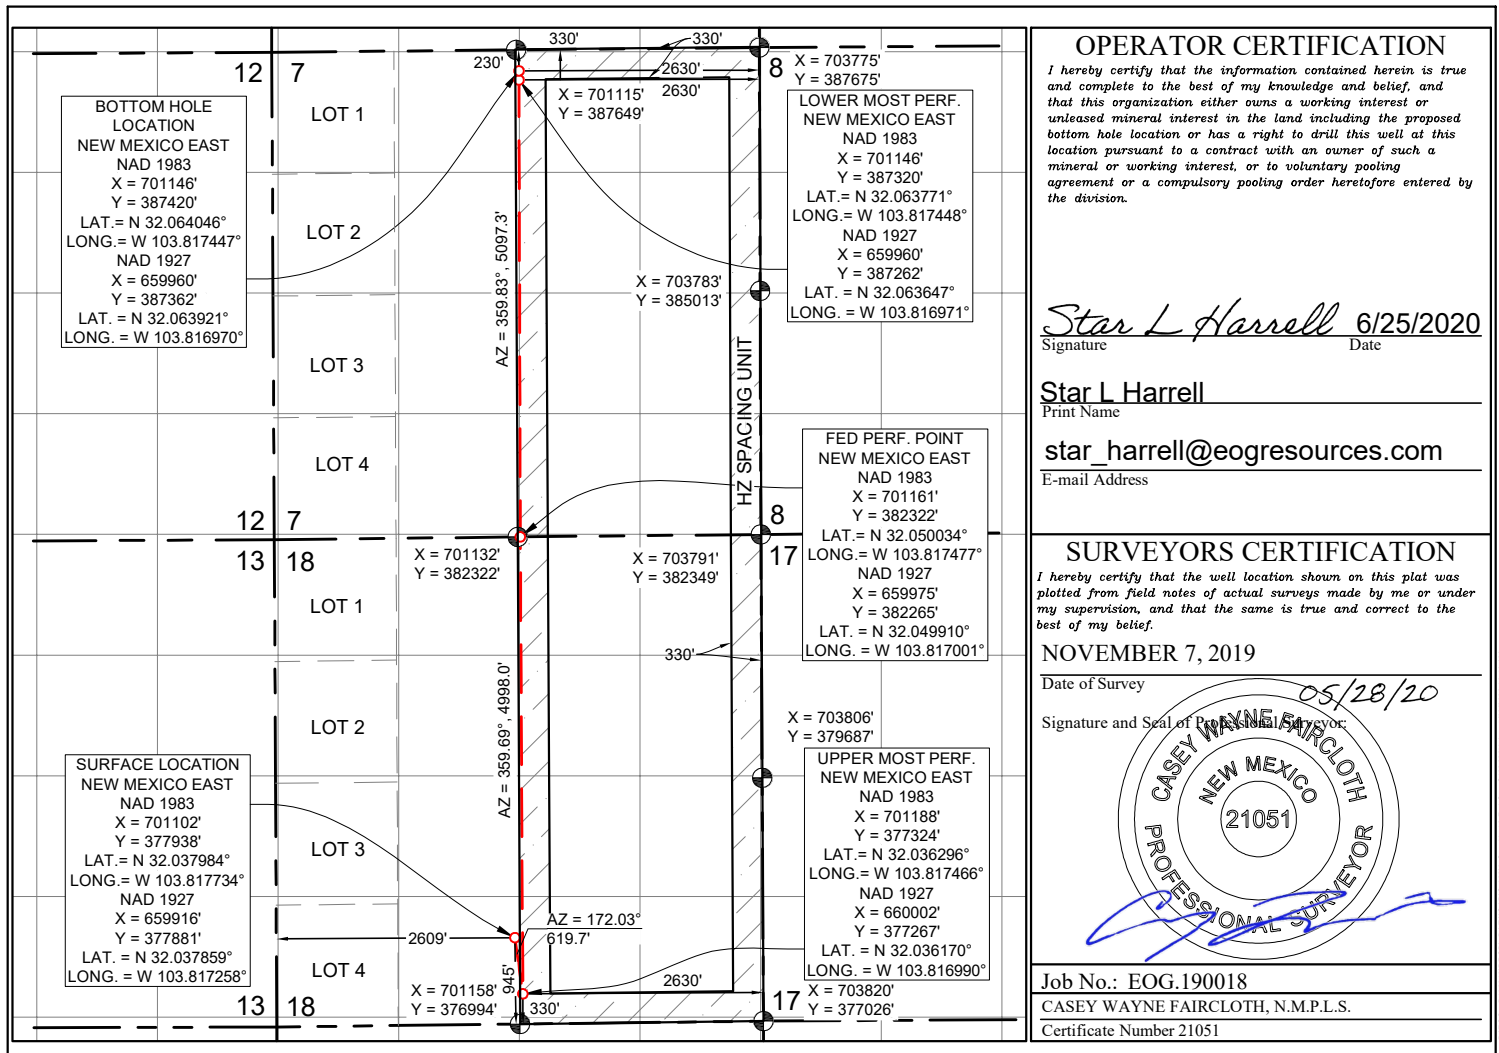 330'
330'
230'
2630'
2630'
12
7
8
X = 703775'
Y = 387675'
X = 701115'
Y = 387649'
BOTTOM HOLE
LOCATION
NEW MEXICO EAST
NAD 1983
X = 701146'
Y = 387420'
LAT.= N 32.064046°
LONG.= W 103.817447°
NAD 1927
X = 659960'
Y = 387362'
LAT. = N 32.063921°
LONG. = W 103.816970°
LOT 1
LOT 2
LOT 3
LOT 4
AZ = 359.83°, 5097.3'
X = 703783'
Y = 385013'
LOWER MOST PERF.
NEW MEXICO EAST
NAD 1983
X = 701146'
Y = 387320'
LAT.= N 32.063771°
LONG.= W 103.817448°
NAD 1927
X = 659960'
Y = 387262'
LAT. = N 32.063647°
LONG. = W 103.816971°
HZ SPACING UNIT
FED PERF. POINT
NEW MEXICO EAST
NAD 1983
X = 701161'
Y = 382322'
LAT.= N 32.050034°
LONG.= W 103.817477°
NAD 1927
X = 659975'
Y = 382265'
LAT. = N 32.049910°
LONG. = W 103.817001°
12
7
8
13
18
17
X = 701132'
Y = 382322'
X = 703791'
Y = 382349'
LOT 1
LOT 2
LOT 3
LOT 4
330'
AZ = 359.69°, 4998.0'
X = 703806'
Y = 379687'
SURFACE LOCATION
NEW MEXICO EAST
NAD 1983
X = 701102'
Y = 377938'
LAT.= N 32.037984°
LONG.= W 103.817734°
NAD 1927
X = 659916'
Y = 377881'
LAT. = N 32.037859°
LONG. = W 103.817258°
UPPER MOST PERF.
NEW MEXICO EAST
NAD 1983
X = 701188'
Y = 377324'
LAT.= N 32.036296°
LONG.= W 103.817466°
NAD 1927
X = 660002'
Y = 377267'
LAT. = N 32.036170°
LONG. = W 103.816990°
AZ = 172.03°
619.7'
2609'
945'
2630'
330'
X = 701158'
Y = 376994'
X = 703820'
Y = 377026'
13
18
17
OPERATOR CERTIFICATION
I hereby certify that the information contained herein is true
and complete to the best of my knowledge and belief, and
that this organization either owns a working interest or
unleased mineral interest in the land including the proposed
bottom hole location or has a right to drill this well at this
location pursuant to a contract with an owner of such a
mineral or working interest, or to voluntary pooling
agreement or a compulsory pooling order heretofore entered by
the division.
Star L Harrell 6/25/2020
Signature Date
Star L Harrell
Print Name
star_harrell@eogresources.com
E-mail Address
SURVEYORS CERTIFICATION
I hereby certify that the well location shown on this plat was
plotted from field notes of actual surveys made by me or under
my supervision, and that the same is true and correct to the
best of my belief.
NOVEMBER 7, 2019
Date of Survey
05/28/20
Signature and Seal of Professional Surveyor:
CASEY WAYNE FAIRCLOTH
NEW MEXICO
21051
PROFESSIONAL SURVEYOR
Job No.: EOG.190018
CASEY WAYNE FAIRCLOTH, N.M.P.L.S.
Certificate Number 21051